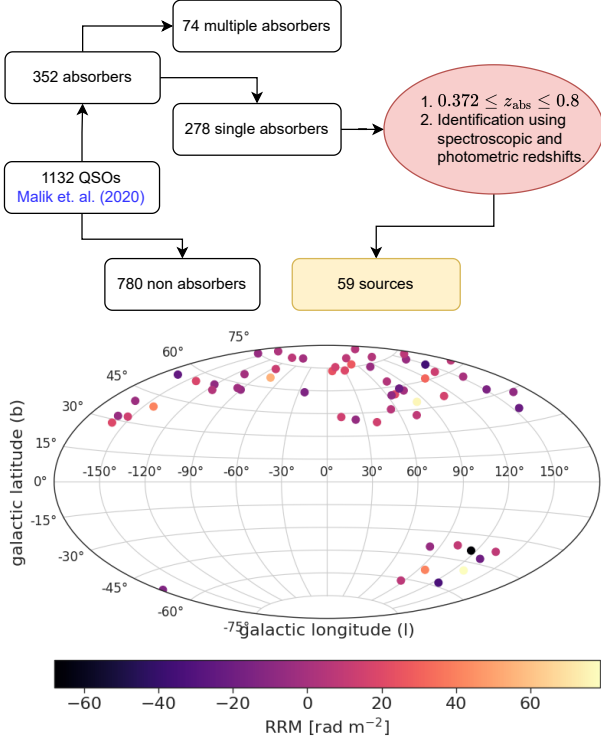 74 multiple absorbers
352 absorbers
278 single absorbers
1. 0.372 ≤ z_abs ≤ 0.8
2. Identification using
spectroscopic and
photometric redshifts.
1132 QSOs
Malik et. al. (2020)
780 non absorbers
59 sources
75°
60°
45°
30°
15°
0°
-15°
-30°
-45°
-60°
-75°
-150° -120° -90° -60° -30° 0° 30° 60° 90° 120° 150°
galactic latitude (b)
galactic longitude (l)
−60 −40 −20 0 20 40 60
RRM [rad m⁻²]